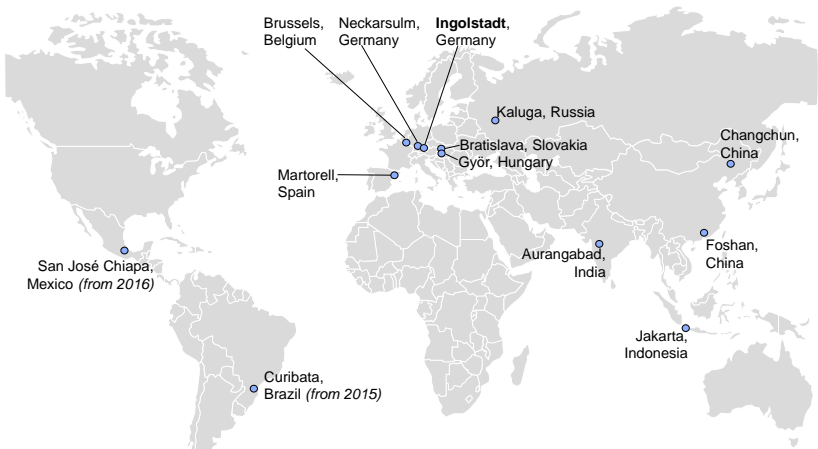 Brussels,
Belgium
Neckarsulm,
Germany
Ingolstadt,
Germany
Kaluga, Russia
Bratislava, Slovakia
Györ, Hungary
Changchun,
China
Martorell,
Spain
Foshan,
China
Aurangabad,
India
San José Chiapa,
Mexico (from 2016)
Jakarta,
Indonesia
Curibata,
Brazil (from 2015)